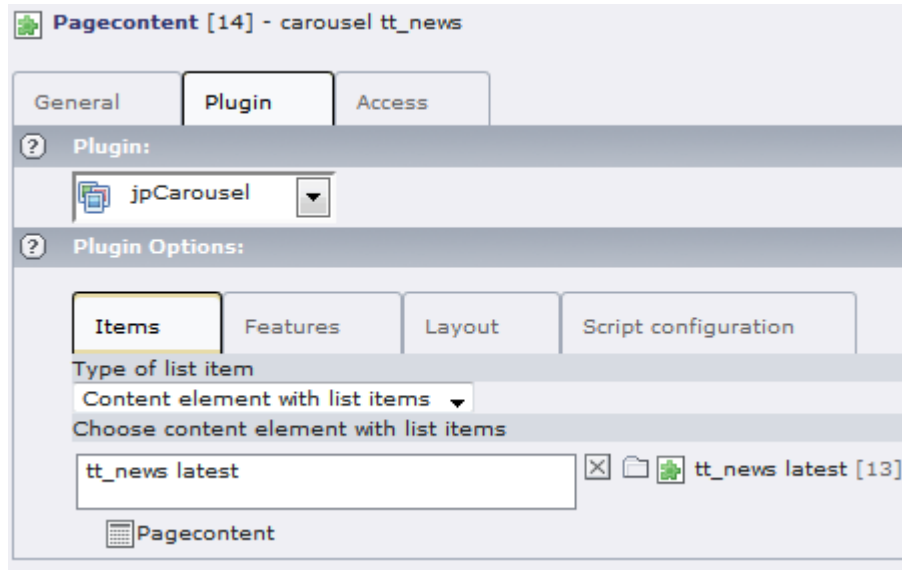 Pagecontent [14] - carousel tt_news
General Plugin Access
? Plugin:
jpCarousel
? Plugin Options:
Items Features Layout Script configuration
Type of list item
Content element with list items
Choose content element with list items
tt_news latest tt_news latest [13]
Pagecontent